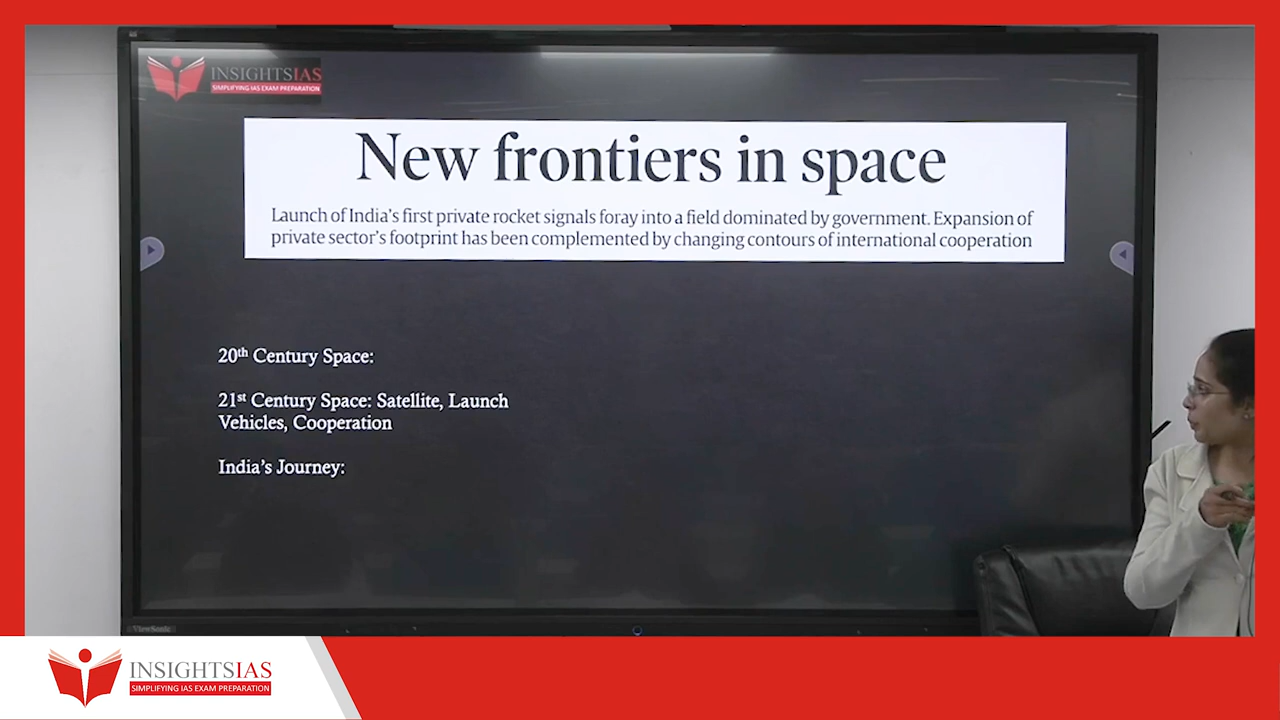 INSIGHTSIAS
SIMPLIFYING IAS EXAM PREPARATION
New frontiers in space
Launch of India's first private rocket signals foray into a field dominated by government. Expansion of
private sector's footprint has been complemented by changing contours of international cooperation
20th Century Space:
21st Century Space: Satellite, Launch
Vehicles, Cooperation
India's Journey:
ViewSonic
INSIGHTSIAS
SIMPLIFYING IAS EXAM PREPARATION